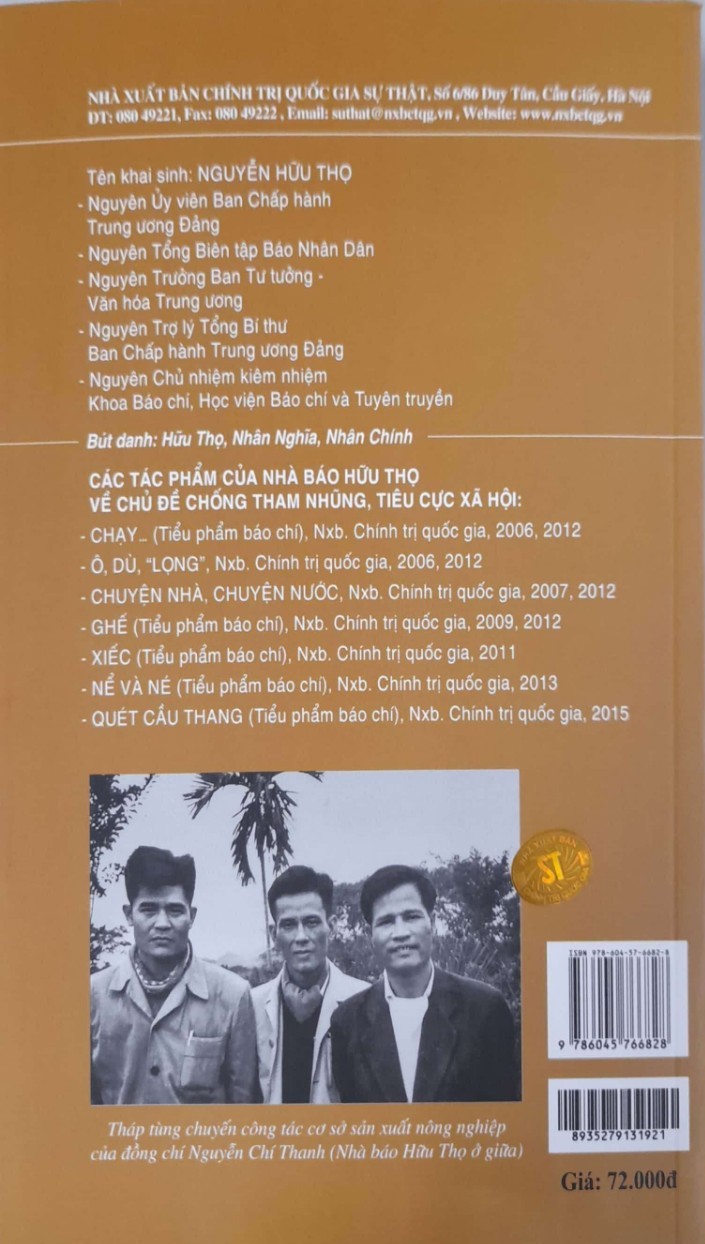 NHÀ XUẤT BẢN CHÍNH TRỊ QUỐC GIA SỰ THẬT, Số 6/86 Duy Tân, Cầu Giấy, Hà Nội
ĐT: 080 49221, Fax: 080 49222 , Email: suthat@nxbctqg.vn , Website: www.nxbctqg.vn
Tên khai sinh: NGUYỄN HỮU THỌ
- Nguyên Ủy viên Ban Chấp hành
Trung ương Đảng
- Nguyên Tổng Biên tập Báo Nhân Dân
- Nguyên Trưởng Ban Tư tưởng -
Văn hóa Trung ương
- Nguyên Trợ lý Tổng Bí thư
Ban Chấp hành Trung ương Đảng
- Nguyên Chủ nhiệm kiêm nhiệm
Khoa Báo chí, Học viện Báo chí và Tuyên truyền
Bút danh: Hữu Thọ, Nhân Nghĩa, Nhân Chính
CÁC TÁC PHẨM CỦA NHÀ BÁO HỮU THỌ
VỀ CHỦ ĐỀ CHỐNG THAM NHŨNG, TIÊU CỰC XÃ HỘI:
- CHẠY... (Tiểu phẩm báo chí), Nxb. Chính trị quốc gia, 2006, 2012
- Ô, DÙ, "LỌNG", Nxb. Chính trị quốc gia, 2006, 2012
- CHUYỆN NHÀ, CHUYỆN NƯỚC, Nxb. Chính trị quốc gia, 2007, 2012
- GHẾ (Tiểu phẩm báo chí), Nxb. Chính trị quốc gia, 2009, 2012
- XIẾC (Tiểu phẩm báo chí), Nxb. Chính trị quốc gia, 2011
- NỂ VÀ NÉ (Tiểu phẩm báo chí), Nxb. Chính trị quốc gia, 2013
- QUÉT CẦU THANG (Tiểu phẩm báo chí), Nxb. Chính trị quốc gia, 2015
ST
ISBN 978-604-57-6682-8
9 786045 766828
8935279131921
Tháp tùng chuyến công tác cơ sở sản xuất nông nghiệp
của đồng chí Nguyễn Chí Thanh (Nhà báo Hữu Thọ ở giữa)
Giá: 72.000đ